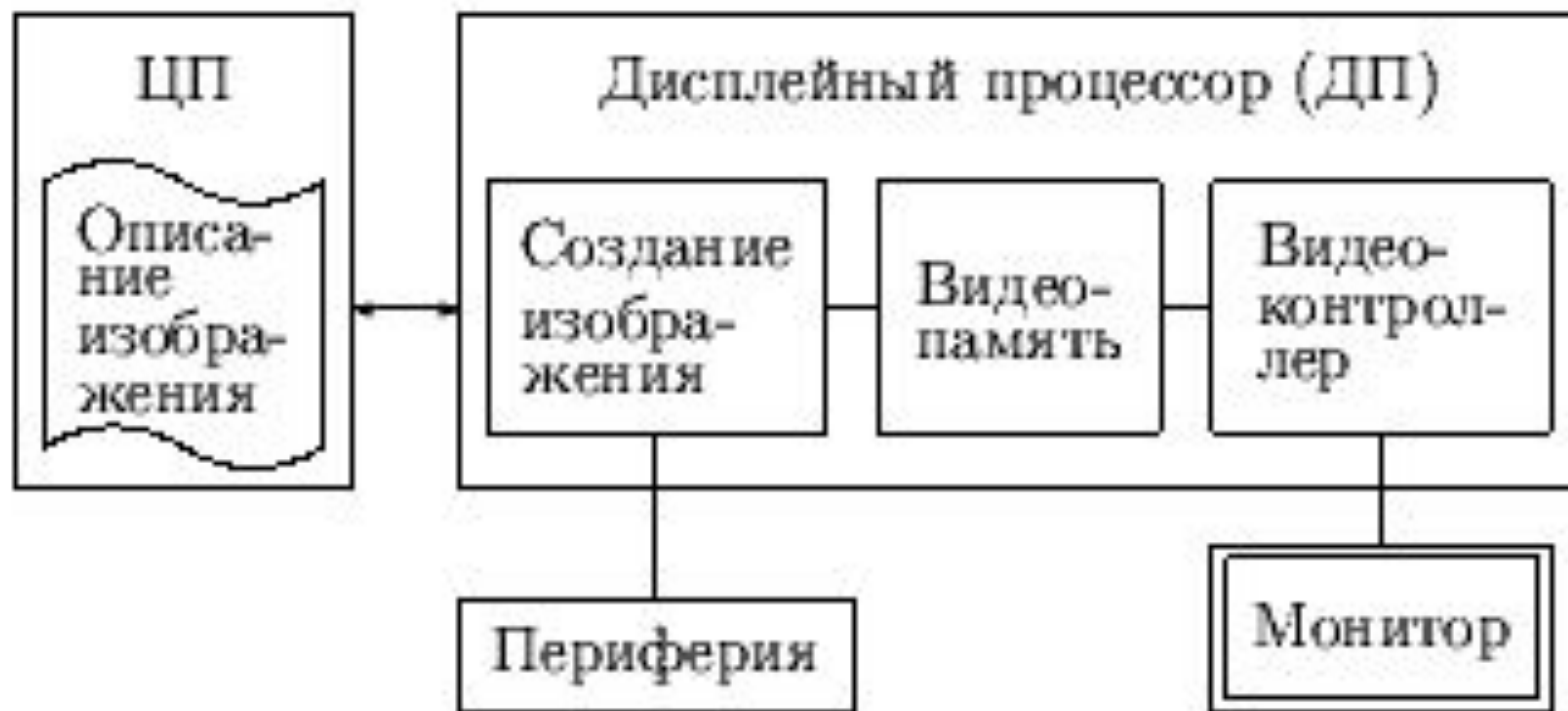 ЦП
Описа-
ние
изобра-
жения
Дисплейный процессор (ДП)
Создание
изобра-
жения
Видео-
память
Видео-
контрол-
лер
Периферия
Монитор